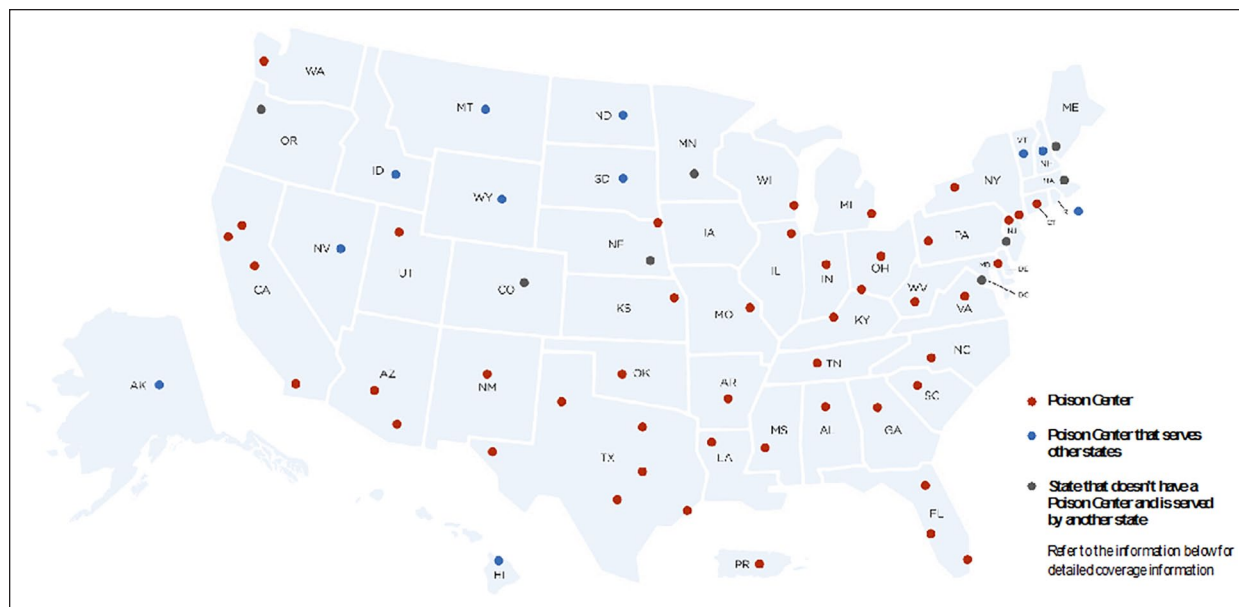 WA
ME
MT
ND
VT
MN
OR
NH
ID
SD
WI
NY
MA
WY
MI
CT
IA
PA
NJ
NE
NV
OH
MD
DE
UT
IL
IN
CA
CO
WV
DC
KS
VA
MO
KY
NC
TN
AZ
OK
AK
NM
AR
SC
MS
AL
GA
TX
LA
FL
PR
HI
Poison Center
Poison Center that serves
other states
State that doesn't have a
Poison Center and is served
by another state
Refer to the information below for
detailed coverage information